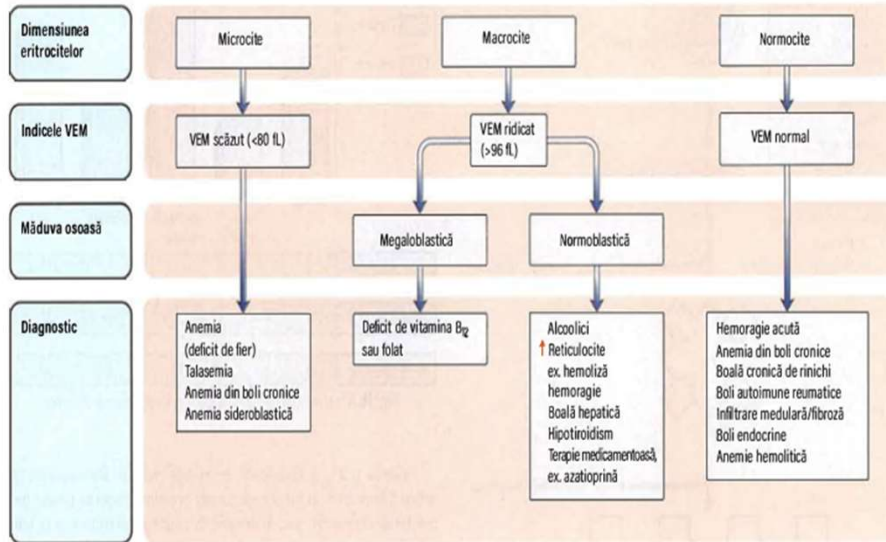 Dimensiunea
eritrocitelor
Microcite
Macrocite
Normocite
Indicele VEM
VEM scăzut (<80 fL)
VEM ridicat
(>96 fL)
VEM normal
Măduva osoasă
Megaloblastică
Normoblastică
Diagnostic
Anemia
(deficit de fier)
Talasemia
Anemia din boli cronice
Anemia sideroblastică
Deficit de vitamina B12
sau folat
Alcoolici
↑ Reticulocite
ex. hemoliză
hemoragie
Boală hepatică
Hipotiroidism
Terapie medicamentoasă,
ex. azatioprină
Hemoragie acută
Anemia din boli cronice
Boală cronică de rinichi
Boli autoimune reumatice
Infiltrare medulară/fibroză
Boli endocrine
Anemie hemolitică